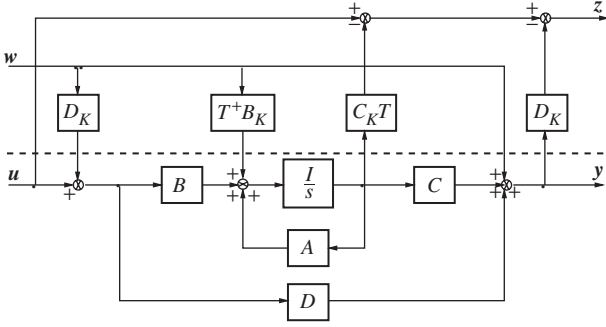 + − + − z
w
D_K T⁺B_K C_KT D_K
u + B + + + I/s C + + + y
A
D